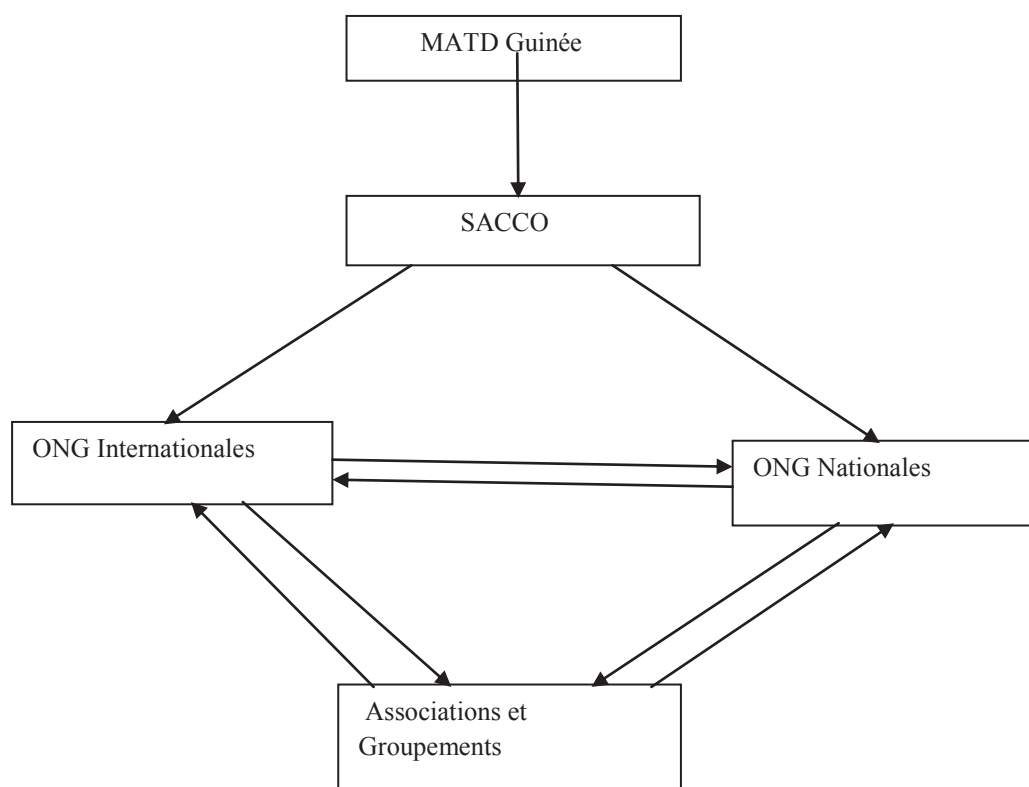 MATD Guinée
SACCO
ONG Internationales
ONG Nationales
Associations et
Groupements